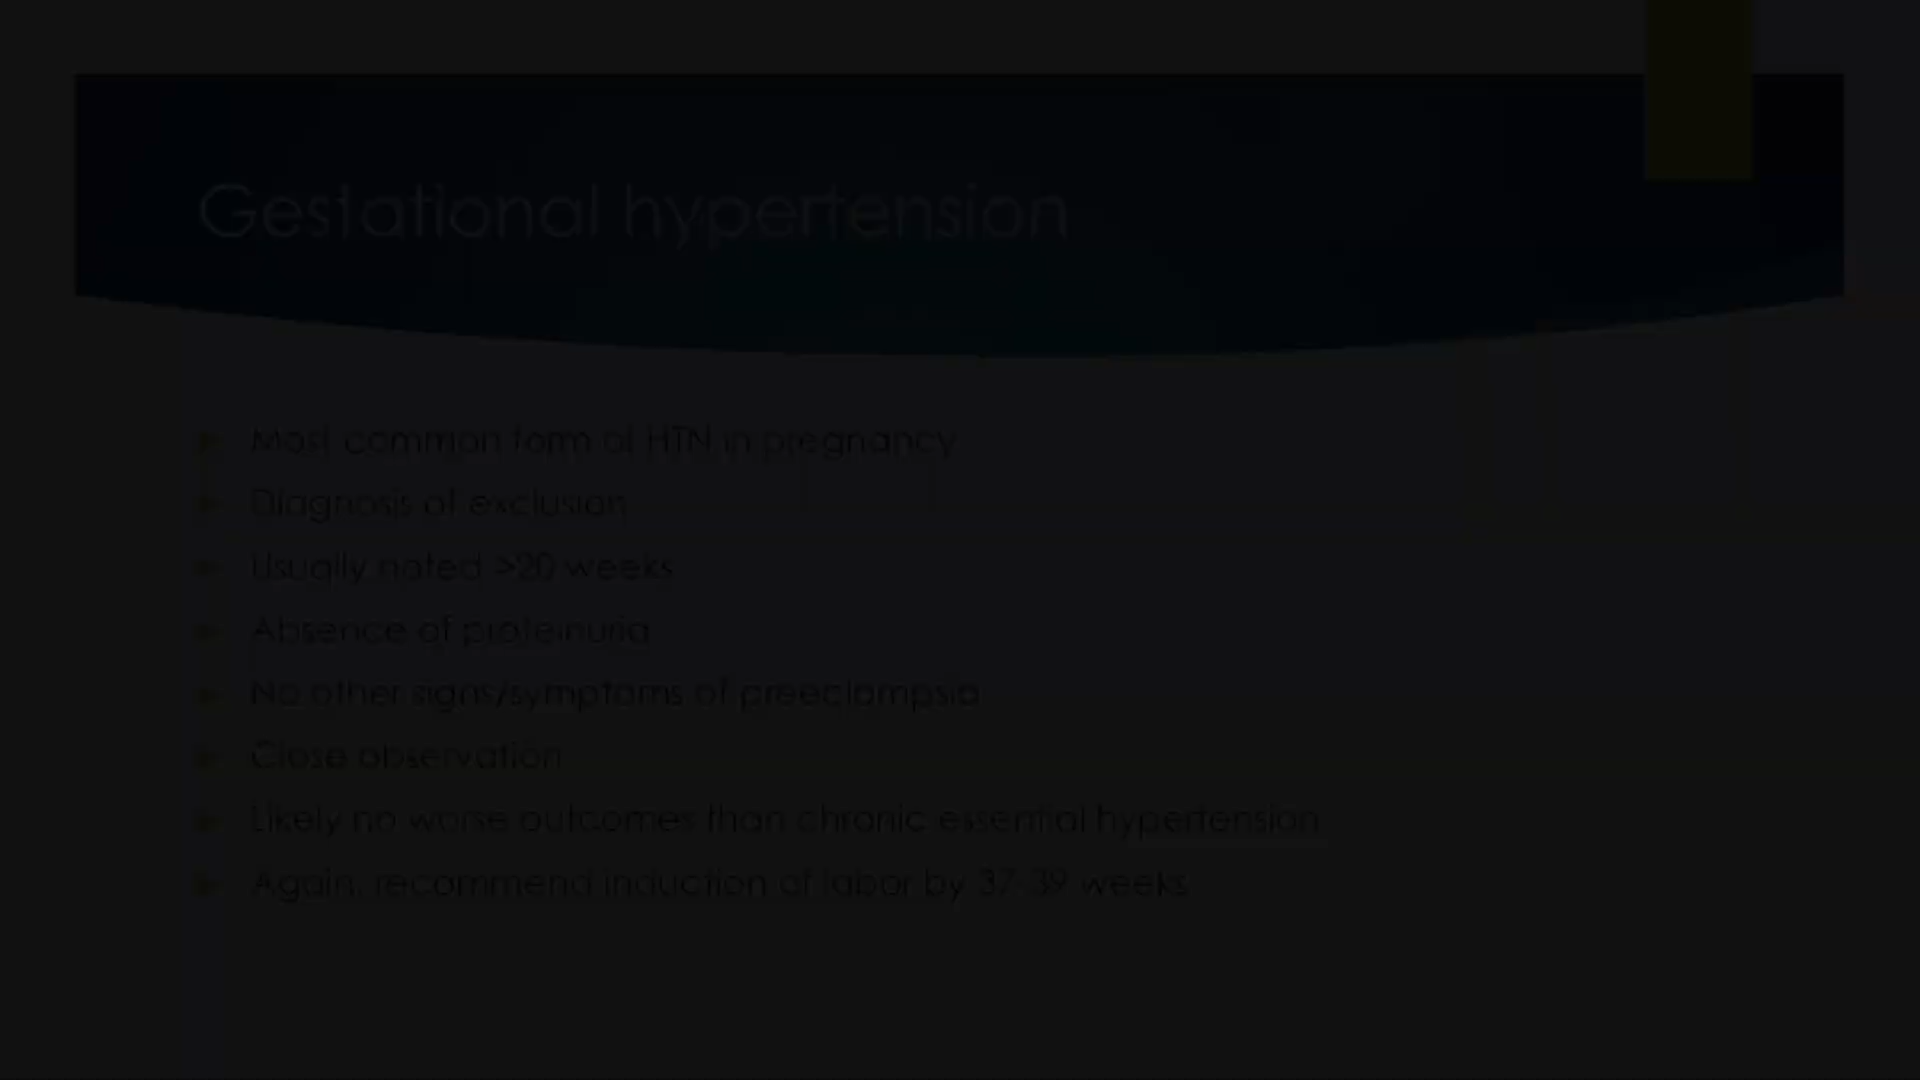 Gestational hypertension
Most common form of HTN in pregnancy
Diagnosis of exclusion
Usually noted >20 weeks
Absence of proteinuria
No other signs/symptoms of preeclampsia
Close observation
Likely no worse outcomes than chronic essential hypertension
Again, recommend induction of labor by 37-39 weeks